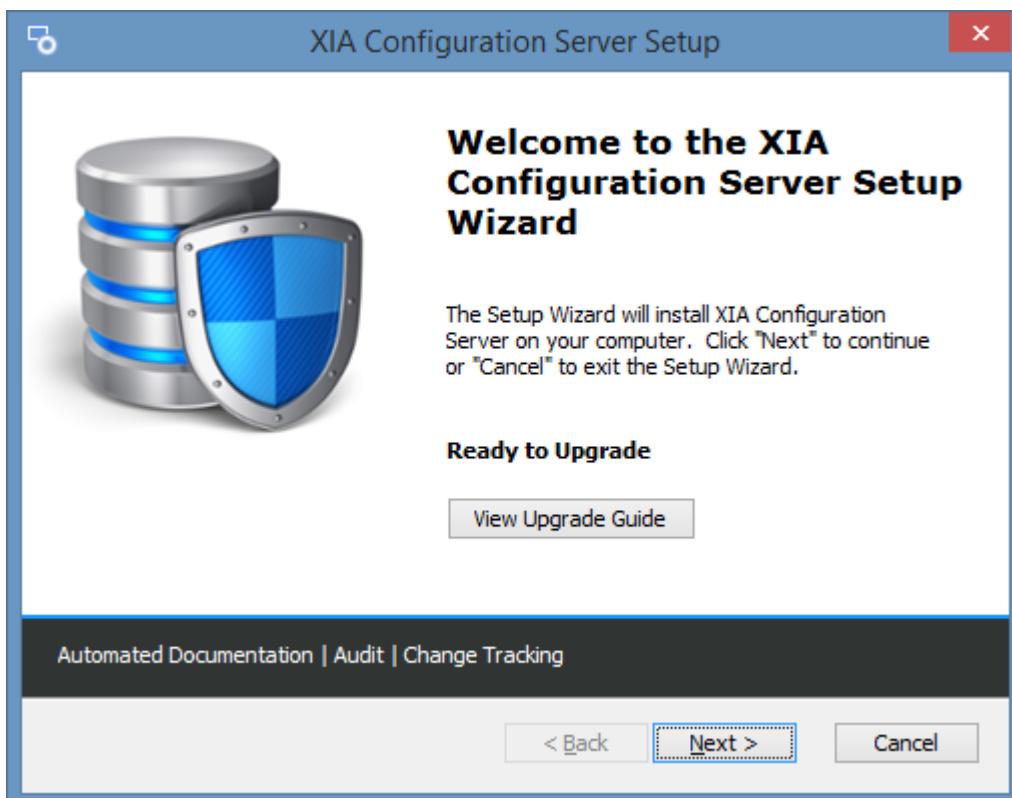 XIA Configuration Server Setup
Welcome to the XIA
Configuration Server Setup
Wizard
The Setup Wizard will install XIA Configuration
Server on your computer. Click "Next" to continue
or "Cancel" to exit the Setup Wizard.
Ready to Upgrade
View Upgrade Guide
Automated Documentation | Audit | Change Tracking
< Back Next > Cancel